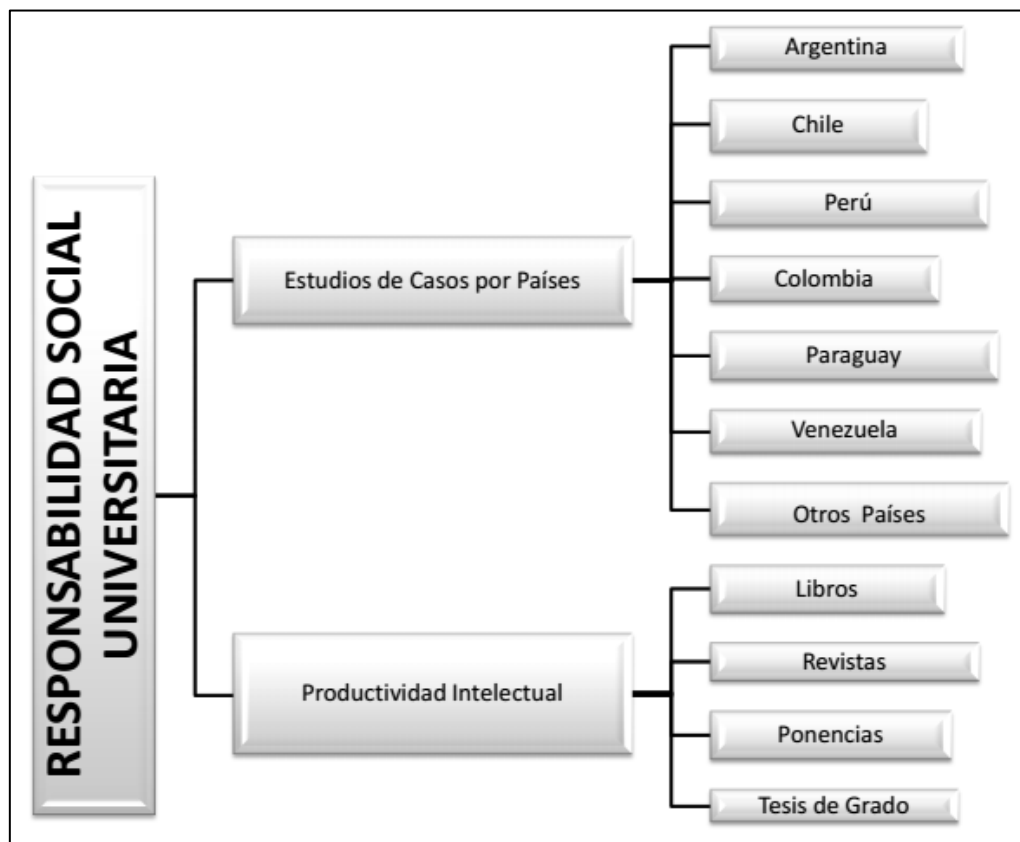 RESPONSABILIDAD SOCIAL
UNIVERSITARIA
Estudios de Casos por Países
Argentina
Chile
Perú
Colombia
Paraguay
Venezuela
Otros Países
Productividad Intelectual
Libros
Revistas
Ponencias
Tesis de Grado